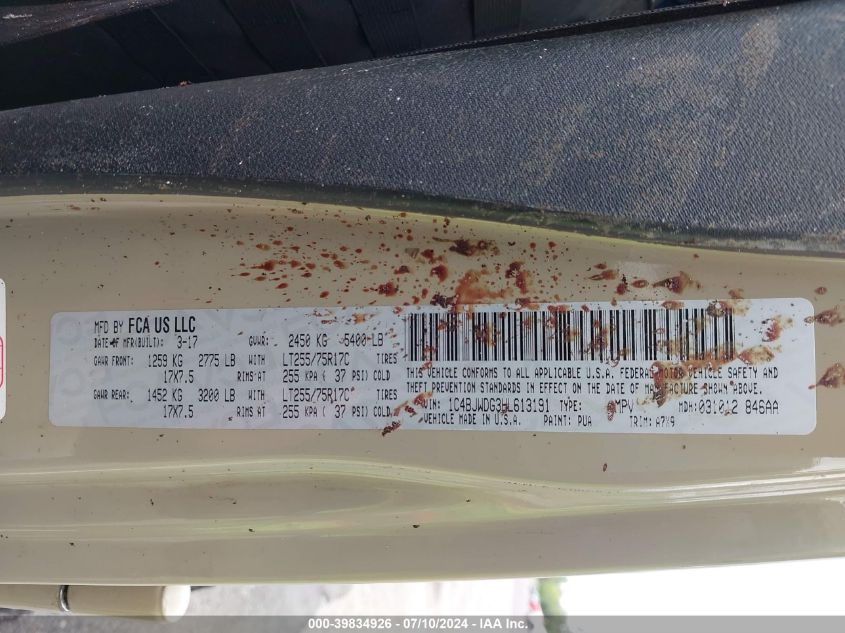 MFD BY FCA US LLC
DATE OF MFR(BUILT): 3-17 GVWR: 2450 KG 5400 LB
GAWR FRONT: 1259 KG 2775 LB WITH LT255/75R17C TIRES
17X7.5 RIMS AT 255 KPA ( 37 PSI) COLD
GAWR REAR: 1452 KG 3200 LB WITH LT255/75R17C TIRES
17X7.5 RIMS AT 255 KPA ( 37 PSI) COLD
THIS VEHICLE CONFORMS TO ALL APPLICABLE U.S.A. FEDERAL MOTOR VEHICLE SAFETY AND
THEFT PREVENTION STANDARDS IN EFFECT ON THE DATE OF MANUFACTURE SHOWN ABOVE.
VIN: 1C4BJWDG3HL613191 TYPE: MPV MDH: 031012 846AA
VEHICLE MADE IN U.S.A. PAINT: PUA TRIM: A7X9
000-39834926 - 07/10/2024 - IAA Inc.